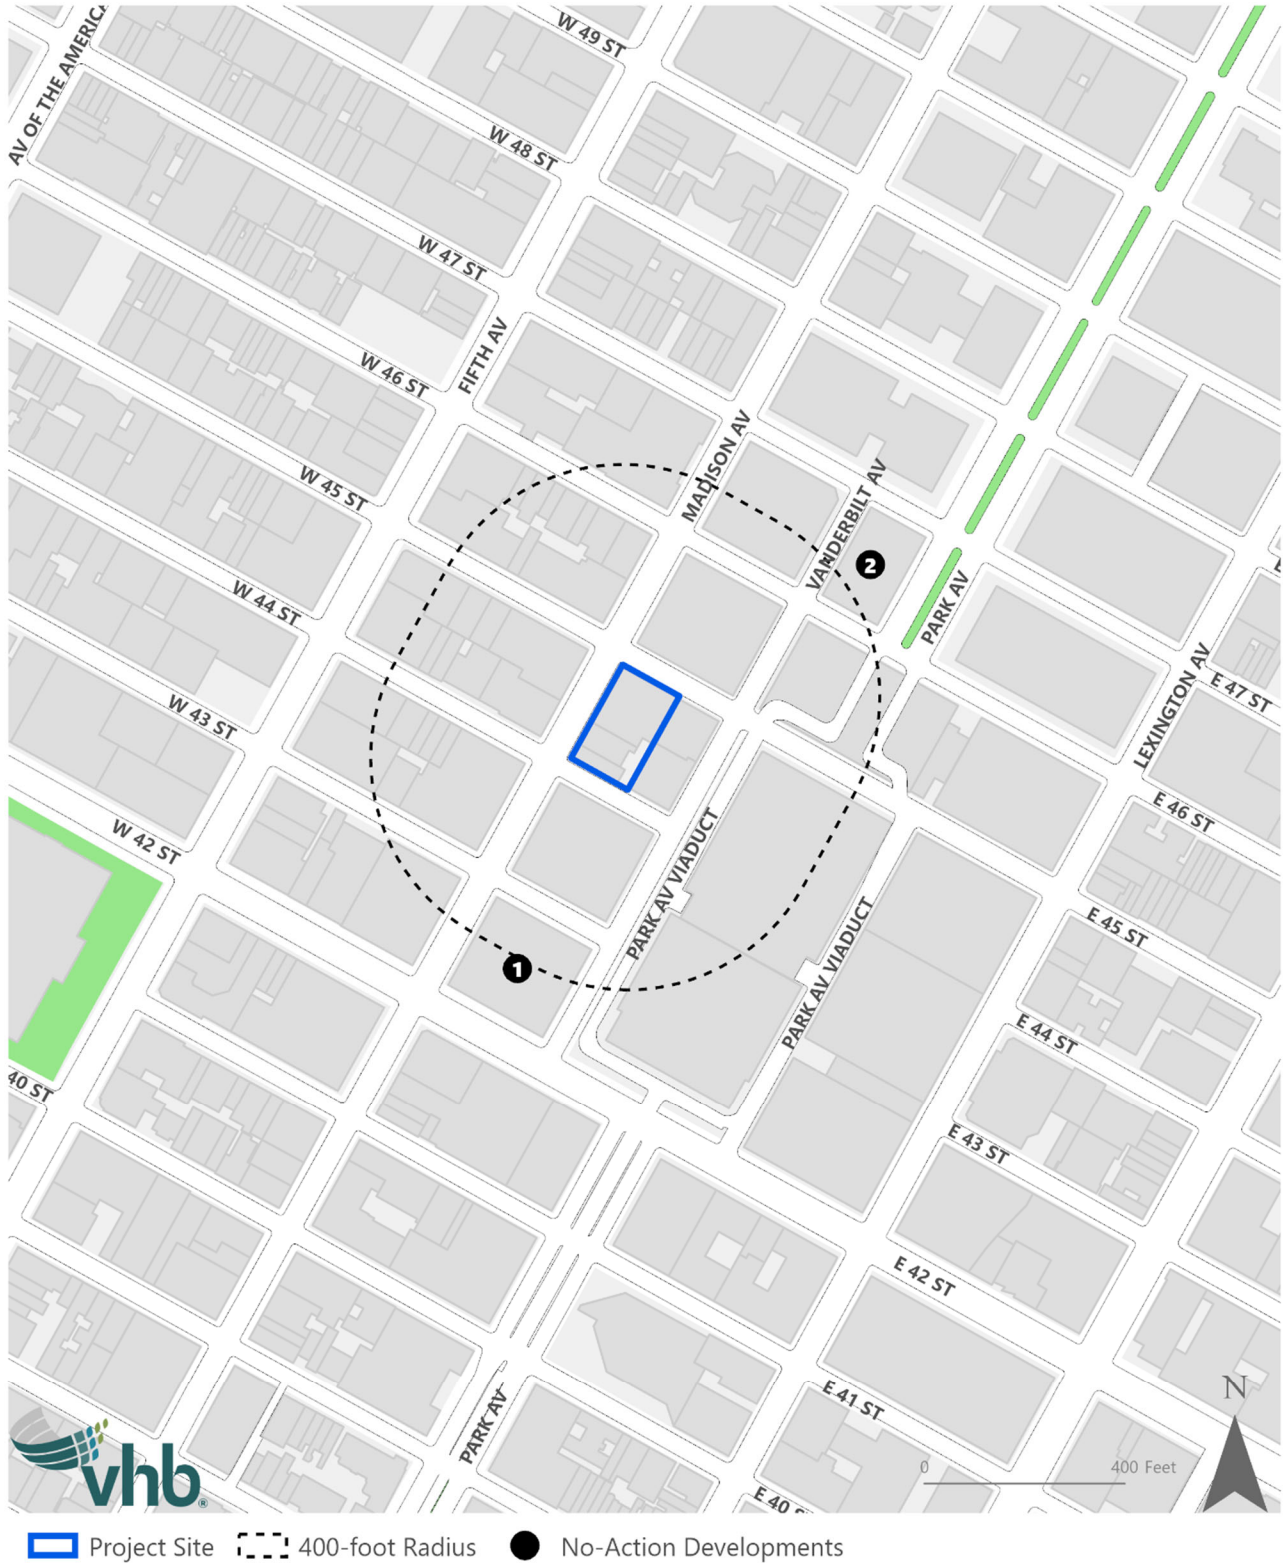 W 49 ST
AV OF THE AMERICA
W 48 ST
W 47 ST
FIFTH AV
W 46 ST
MADISON AV
W 45 ST
VANDERBILT AV
2
W 44 ST
PARK AV
LEXINGTON AV
E 47 ST
W 43 ST
E 46 ST
W 42 ST
PARK AV VIADUCT
E 45 ST
PARK AV VIADUCT
1
E 44 ST
40 ST
E 43 ST
E 42 ST
E 41 ST
N
PARK AV
0 400 Feet
vhb®
E 40
Project Site 400-foot Radius No-Action Developments